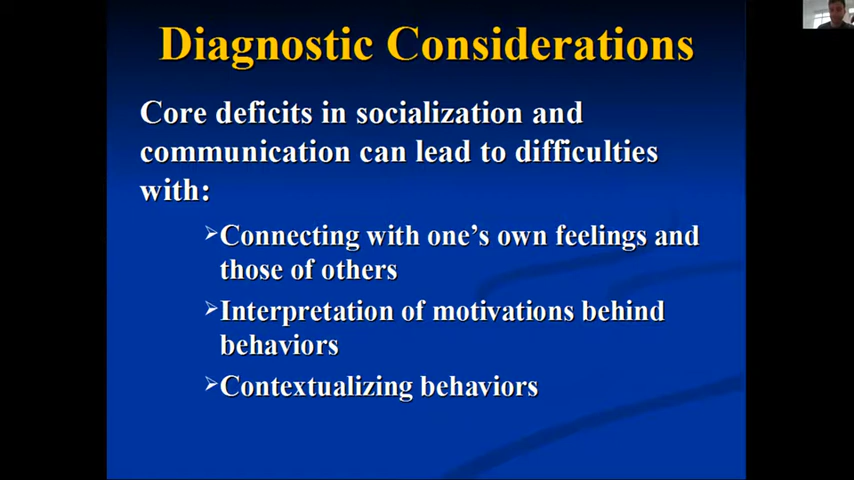 Diagnostic Considerations
Core deficits in socialization and
communication can lead to difficulties
with:
Connecting with one's own feelings and
those of others
Interpretation of motivations behind
behaviors
Contextualizing behaviors